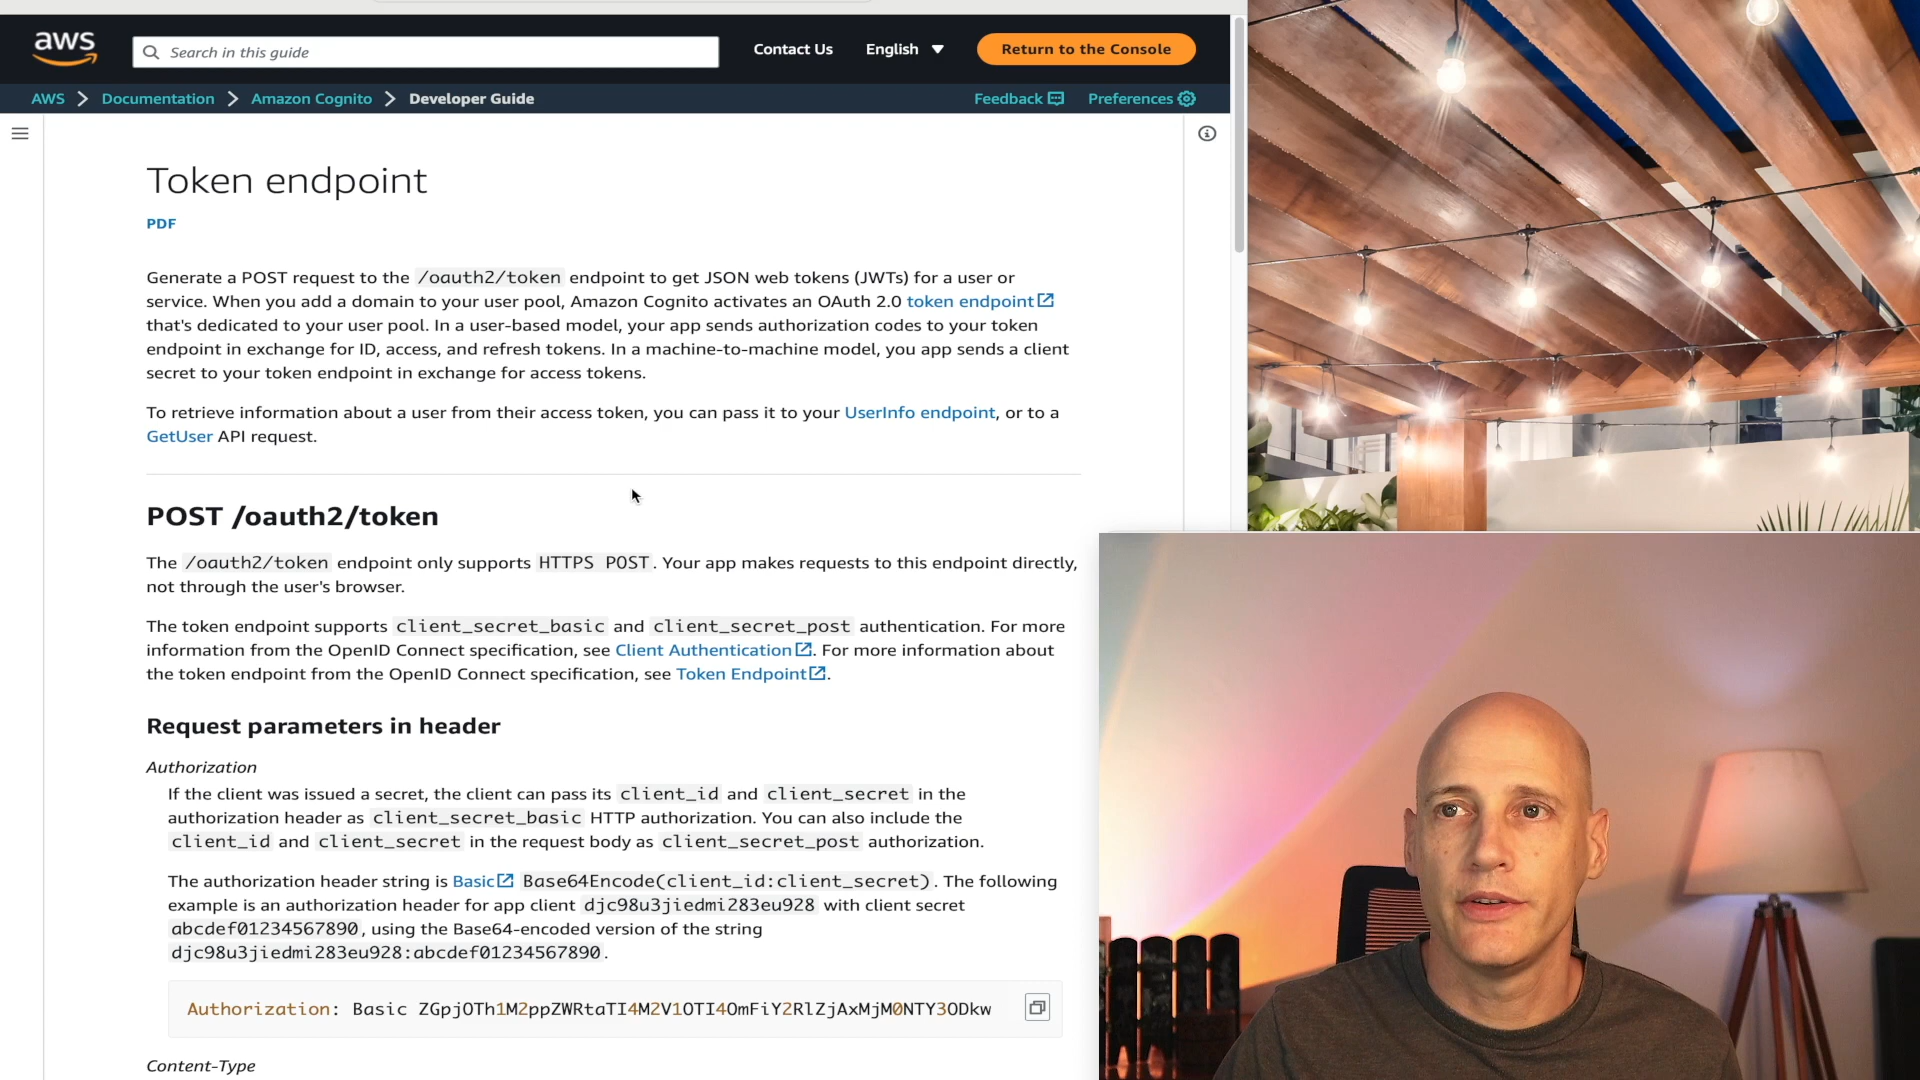 aws
Search in this guide
Contact Us
English
Return to the Console
AWS
Documentation
Amazon Cognito
Developer Guide
Feedback
Preferences
Token endpoint
PDF
Generate a POST request to the /oauth2/token endpoint to get JSON web tokens (JWTs) for a user or
service. When you add a domain to your user pool, Amazon Cognito activates an OAuth 2.0 token endpoint
that's dedicated to your user pool. In a user-based model, your app sends authorization codes to your token
endpoint in exchange for ID, access, and refresh tokens. In a machine-to-machine model, you app sends a client
secret to your token endpoint in exchange for access tokens.
To retrieve information about a user from their access token, you can pass it to your UserInfo endpoint, or to a
GetUser API request.
POST /oauth2/token
The /oauth2/token endpoint only supports HTTPS POST. Your app makes requests to this endpoint directly,
not through the user's browser.
The token endpoint supports client_secret_basic and client_secret_post authentication. For more
information from the OpenID Connect specification, see Client Authentication. For more information about
the token endpoint from the OpenID Connect specification, see Token Endpoint.
Request parameters in header
Authorization
If the client was issued a secret, the client can pass its client_id and client_secret in the
authorization header as client_secret_basic HTTP authorization. You can also include the
client_id and client_secret in the request body as client_secret_post authorization.
The authorization header string is Basic Base64Encode(client_id:client_secret). The following
example is an authorization header for app client djc98u3jiedmi283eu928 with client secret
abcdef01234567890, using the Base64-encoded version of the string
djc98u3jiedmi283eu928:abcdef01234567890.
Authorization: Basic ZGpjOTh1M2ppZWRtaTI4M2V1OTI4OmFiY2RlZjAxMjM0NTY3ODkw
Content-Type